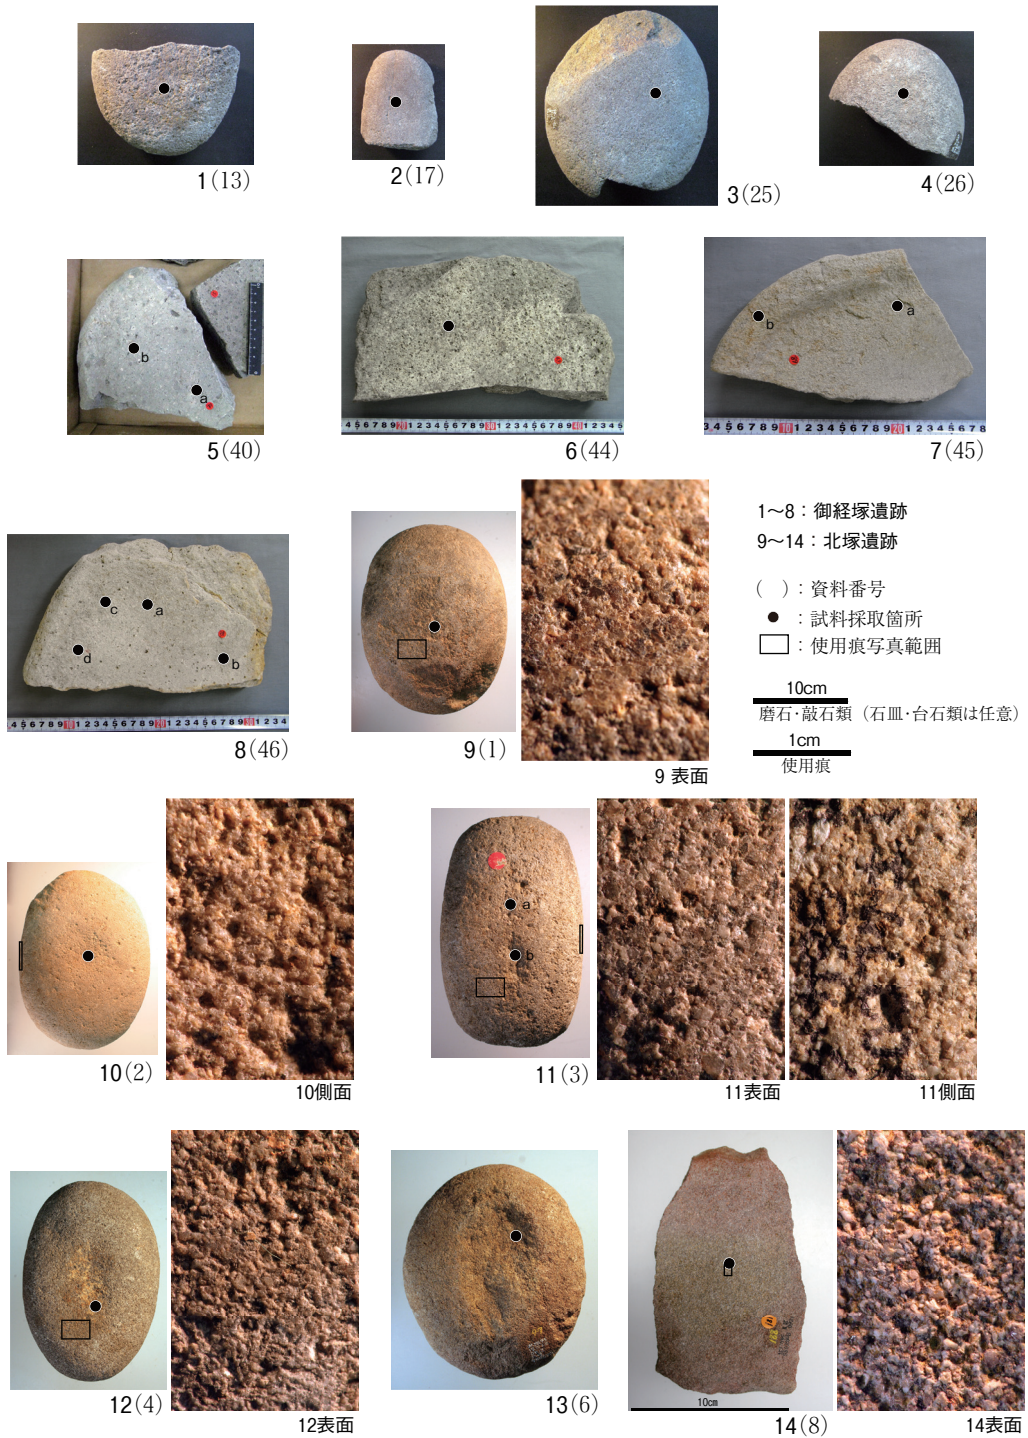 1(13)
2(17)
3(25)
4(26)
b
a
5(40)
6(44)
b
a
7(45)
c
a
d
b
8(46)
9(1)
9 表面
1〜8：御経塚遺跡
9〜14：北塚遺跡
( )：資料番号
●：試料採取箇所
□：使用痕写真範囲
10cm
磨石･敲石類（石皿･台石類は任意）
1cm
使用痕
10(2)
10側面
a
b
11(3)
11表面
11側面
12(4)
12表面
13(6)
10cm
14(8)
14表面